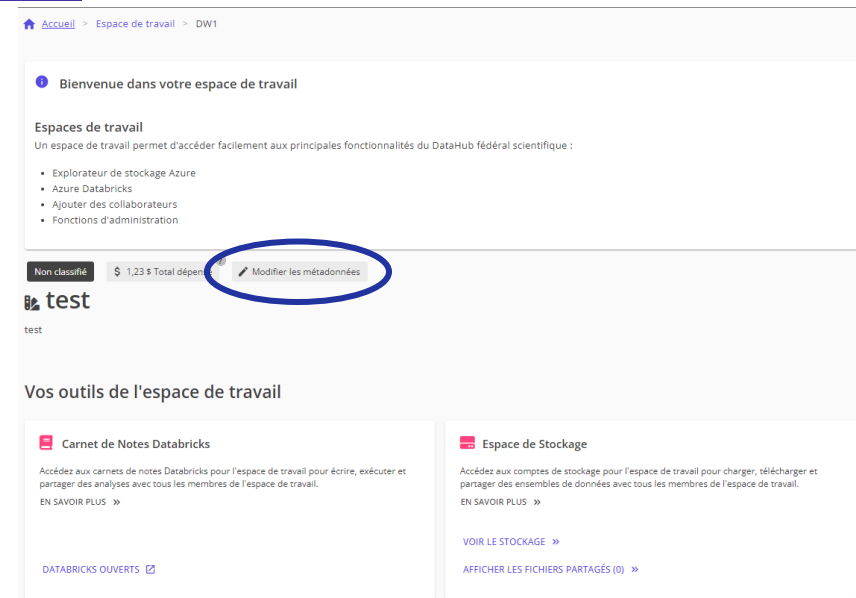 Accueil > Espace de travail > DW1
Bienvenue dans votre espace de travail
Espaces de travail
Un espace de travail permet d'accéder facilement aux principales fonctionnalités du DataHub fédéral scientifique :
• Explorateur de stockage Azure
• Azure Databricks
• Ajouter des collaborateurs
• Fonctions d'administration
Non classifié
$ 1,23 $ Total dépensé
Modifier les métadonnées
test
test
Vos outils de l'espace de travail
Carnet de Notes Databricks
Accédez aux carnets de notes Databricks pour l'espace de travail pour écrire, exécuter et
partager des analyses avec tous les membres de l'espace de travail.
EN SAVOIR PLUS »
DATABRICKS OUVERTS
Espace de Stockage
Accédez aux comptes de stockage pour l'espace de travail pour charger, télécharger et
partager des ensembles de données avec tous les membres de l'espace de travail.
EN SAVOIR PLUS »
VOIR LE STOCKAGE »
AFFICHER LES FICHIERS PARTAGÉS (0) »